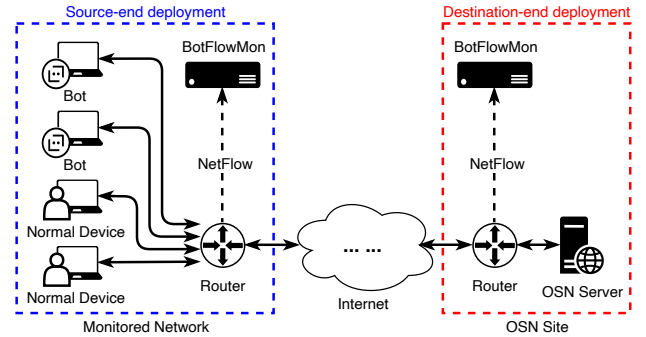 Source-end deployment
Destination-end deployment
BotFlowMon
BotFlowMon
Bot
Bot
NetFlow
NetFlow
Normal Device
... ...
Normal Device
Router
Internet
Router
OSN Server
Monitored Network
OSN Site